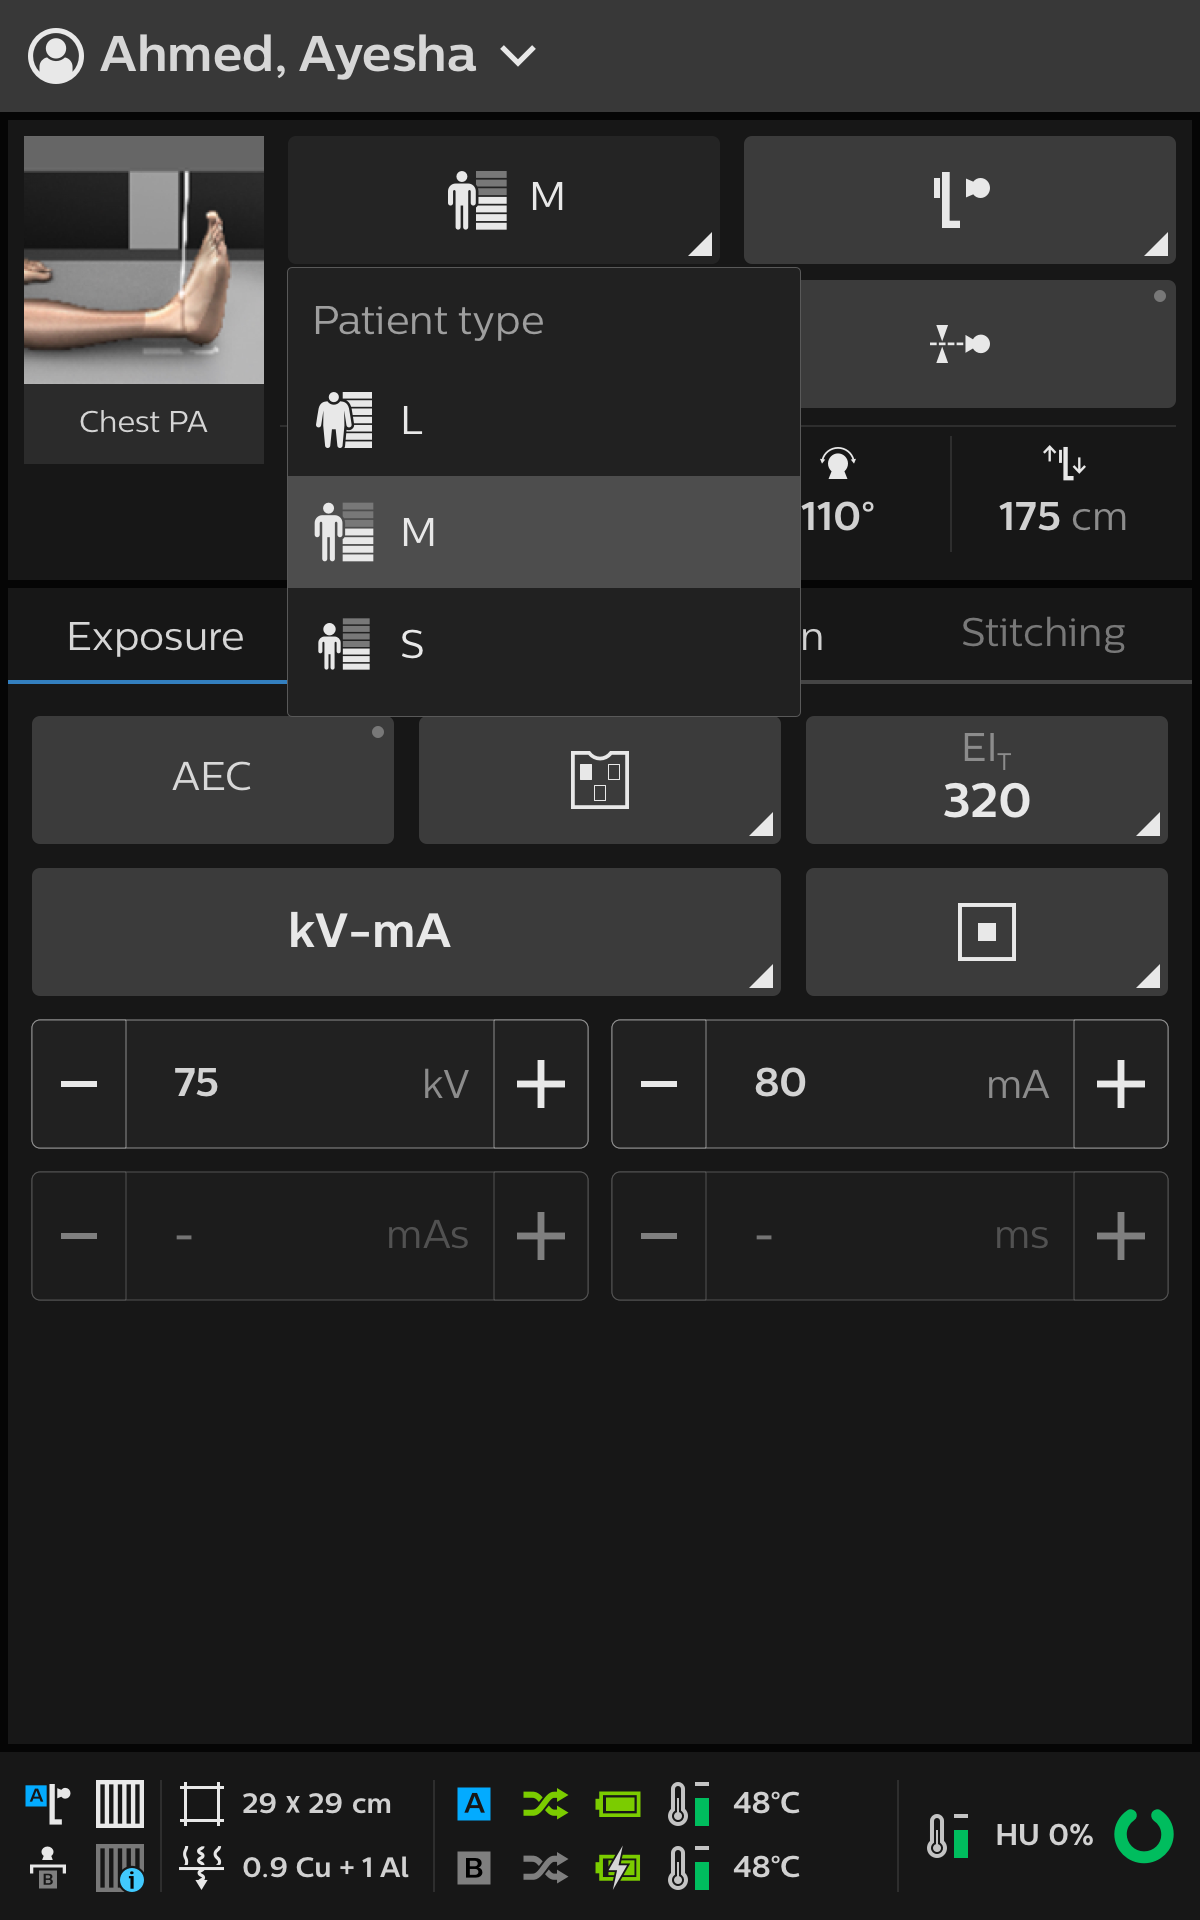 Ahmed, Ayesha
M
Chest PA
Patient type
L
M
S
110°
175 cm
Exposure
n
Stitching
AEC
EIT
320
kV-mA
75 kV
80 mA
- mAs
- ms
A
29 x 29 cm
A
48°C
B
0.9 Cu + 1 Al
B
48°C
HU 0%